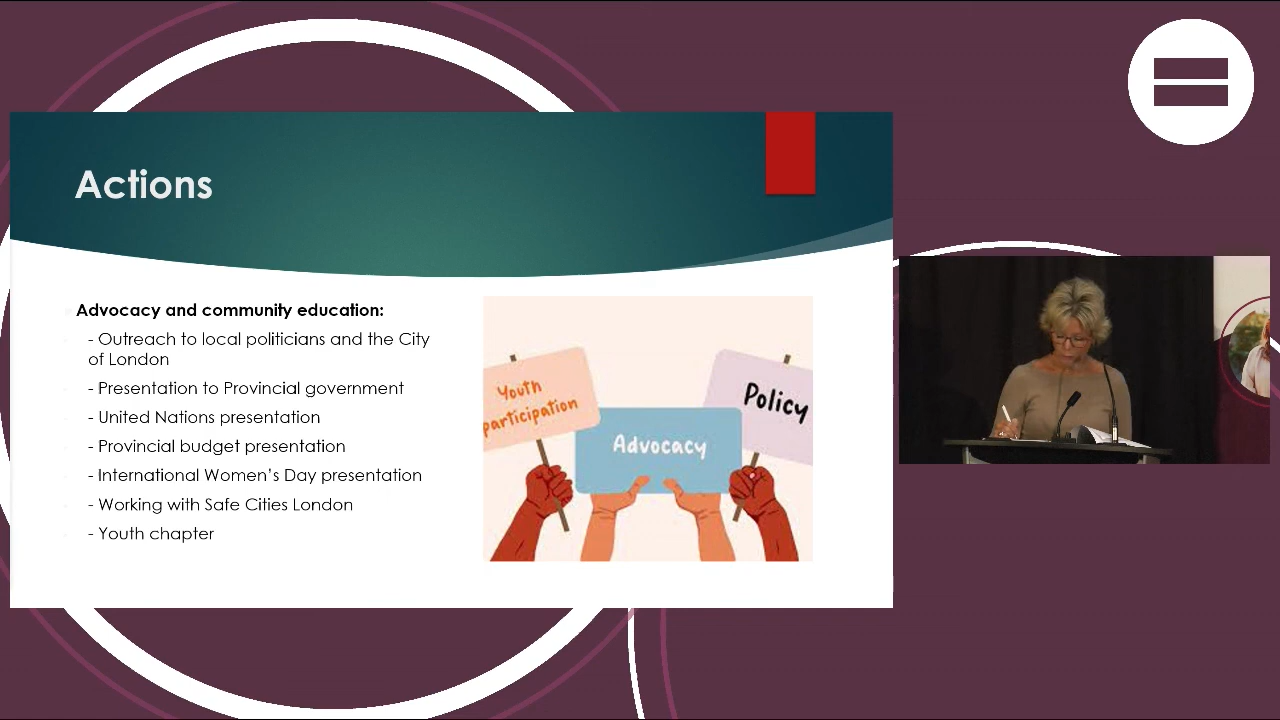 Actions
Advocacy and community education:
- Outreach to local politicians and the City
of London
- Presentation to Provincial government
- United Nations presentation
- Provincial budget presentation
- International Women’s Day presentation
- Working with Safe Cities London
- Youth chapter
Youth
participation
Advocacy
Policy